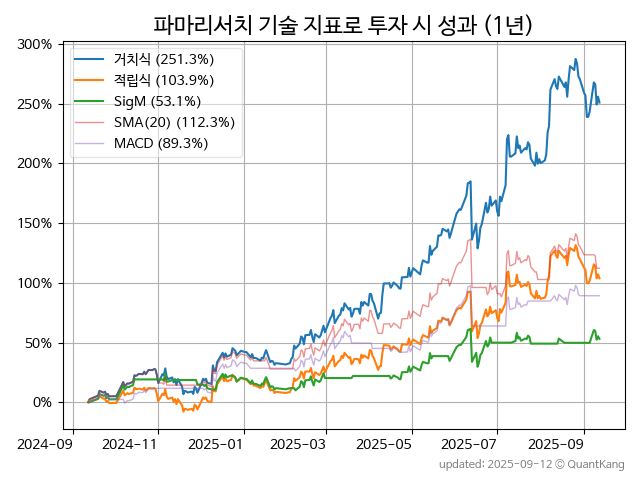 파마리서치 기술 지표로 투자 시 성과 (1년)
300%
250%
200%
150%
100%
50%
0%
거치식 (251.3%)
적립식 (103.9%)
SigM (53.1%)
SMA(20) (112.3%)
MACD (89.3%)
2024-09
2024-11
2025-01
2025-03
2025-05
2025-07
2025-09
updated: 2025-09-12 © QuantKang